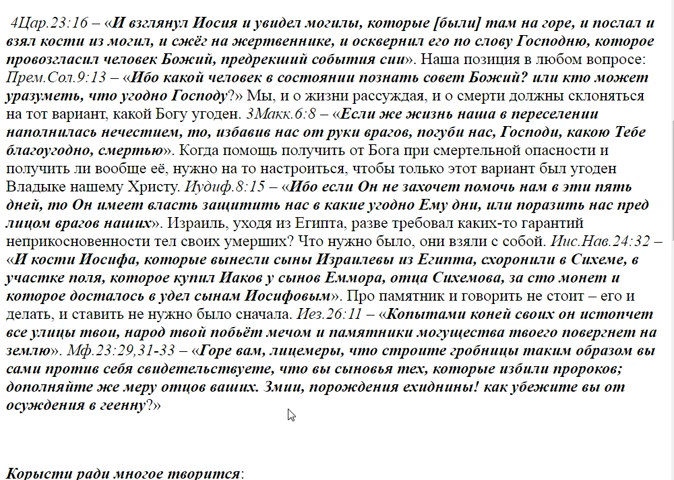 4Цар.23:16 – «И взглянул Иосия и увидел могилы, которые [были] там на горе, и послал и
взял кости из могил, и сжёг на жертвеннике, и осквернил его по слову Господню, которое
провозгласил человек Божий, предрекший события сии». Наша позиция в любом вопросе:
Прем.Сол.9:13 – «Ибо какой человек в состоянии познать совет Божий? или кто может
уразуметь, что угодно Господу?» Мы, и о жизни рассуждая, и о смерти должны склоняться
на тот вариант, какой Богу угоден. 3Макк.6:8 – «Если же жизнь наша в переселении
наполнилась нечестием, то, избавив нас от руки врагов, погуби нас, Господи, какою Тебе
благоугодно, смертью». Когда помощь получить от Бога при смертельной опасности и
получить ли вообще её, нужно на то настроиться, чтобы только этот вариант был угоден
Владыке нашему Христу. Иудиф.8:15 – «Ибо если Он не захочет помочь нам в эти пять
дней, то Он имеет власть защитить нас в какие угодно Ему дни, или поразить нас пред
лицом врагов наших». Израиль, уходя из Египта, разве требовал каких-то гарантий
неприкосновенности тел своих умерших? Что нужно было, они взяли с собой. Иис.Нав.24:32 –
«И кости Иосифа, которые вынесли сыны Израилевы из Египта, схоронили в Сихеме, в
участке поля, которое купил Иаков у сынов Еммора, отца Сихемова, за сто монет и
которое досталось в удел сынам Иосифовым». Про памятник и говорить не стоит – его и
делать, и ставить не нужно было сначала. Иез.26:11 – «Копытами коней своих он истопчет
все улицы твои, народ твой побьёт мечом и памятники могущества твоего повергнет на
землю». Мф.23:29,31-33 – «Горе вам, лицемеры, что строите гробницы таким образом вы
сами против себя свидетельствуете, что вы сыновья тех, которые избили пророков;
дополняйте же меру отцов ваших. Змии, порождения ехиднины! как убежите вы от
осуждения в геенну?»
Корысти ради многое творится: